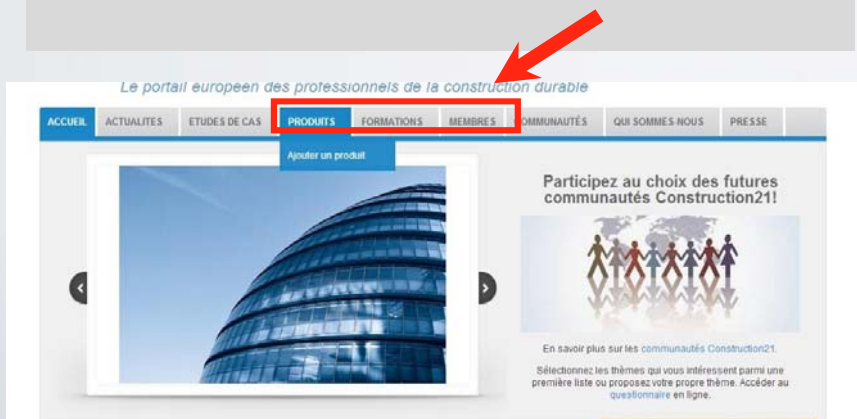 Le portail européen des professionnels de la construction durable
ACCUEIL ACTUALITES ETUDES DE CAS PRODUITS FORMATIONS MEMBRES COMMUNAUTÉS QUI SOMMES-NOUS PRESSE
Ajouter un produit
Participez au choix des futures
communautés Construction21!
En savoir plus sur les communautés Construction21.
Sélectionnez les thèmes qui vous intéressent parmi une
première liste ou proposez votre propre thème. Accéder au
questionnaire en ligne.